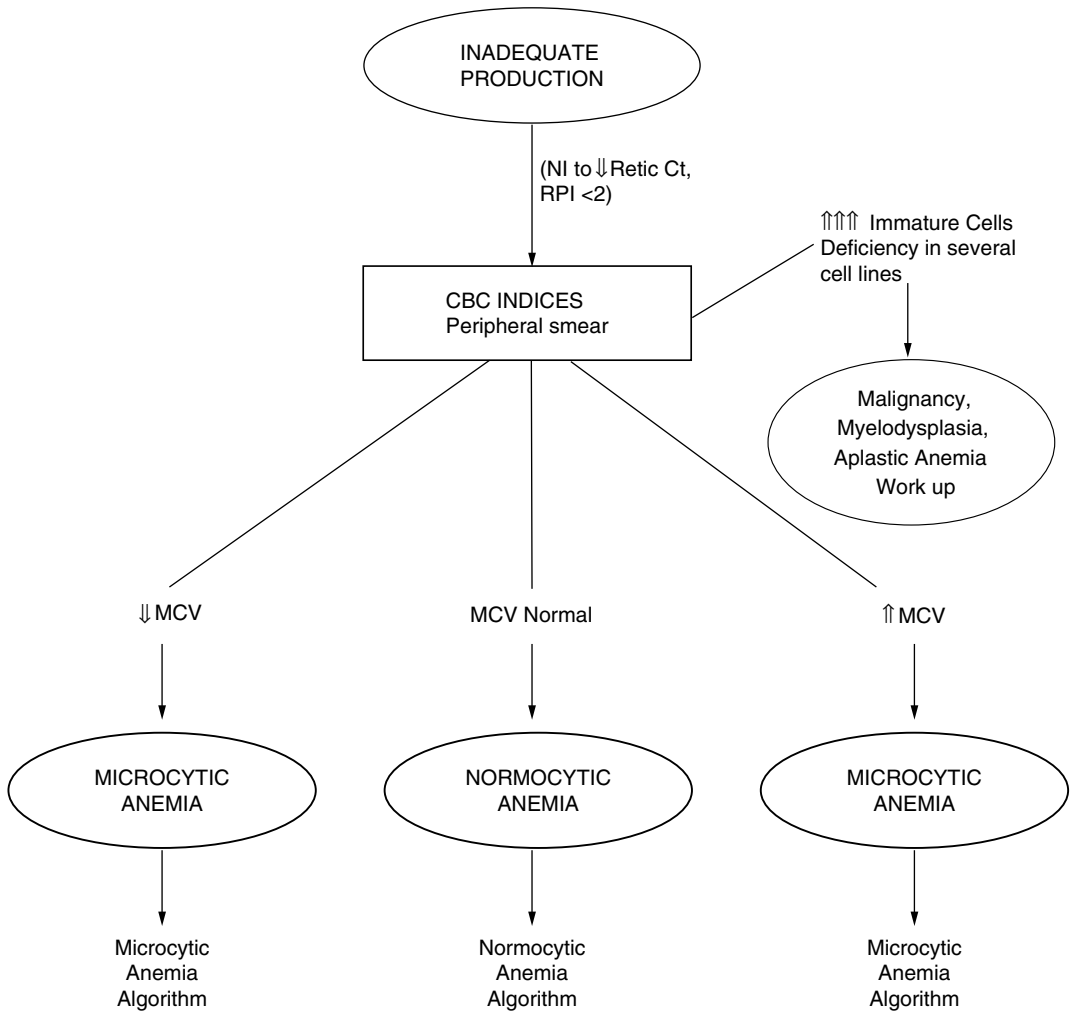 INADEQUATE
PRODUCTION
(NI to⇓Retic Ct,
RPI <2)
⇑⇑⇑ Immature Cells
Deficiency in several
cell lines
CBC INDICES
Peripheral smear
Malignancy,
Myelodysplasia,
Aplastic Anemia
Work up
⇓MCV
MCV Normal
⇑MCV
MICROCYTIC
ANEMIA
NORMOCYTIC
ANEMIA
MICROCYTIC
ANEMIA
Microcytic
Anemia
Algorithm
Normocytic
Anemia
Algorithm
Microcytic
Anemia
Algorithm